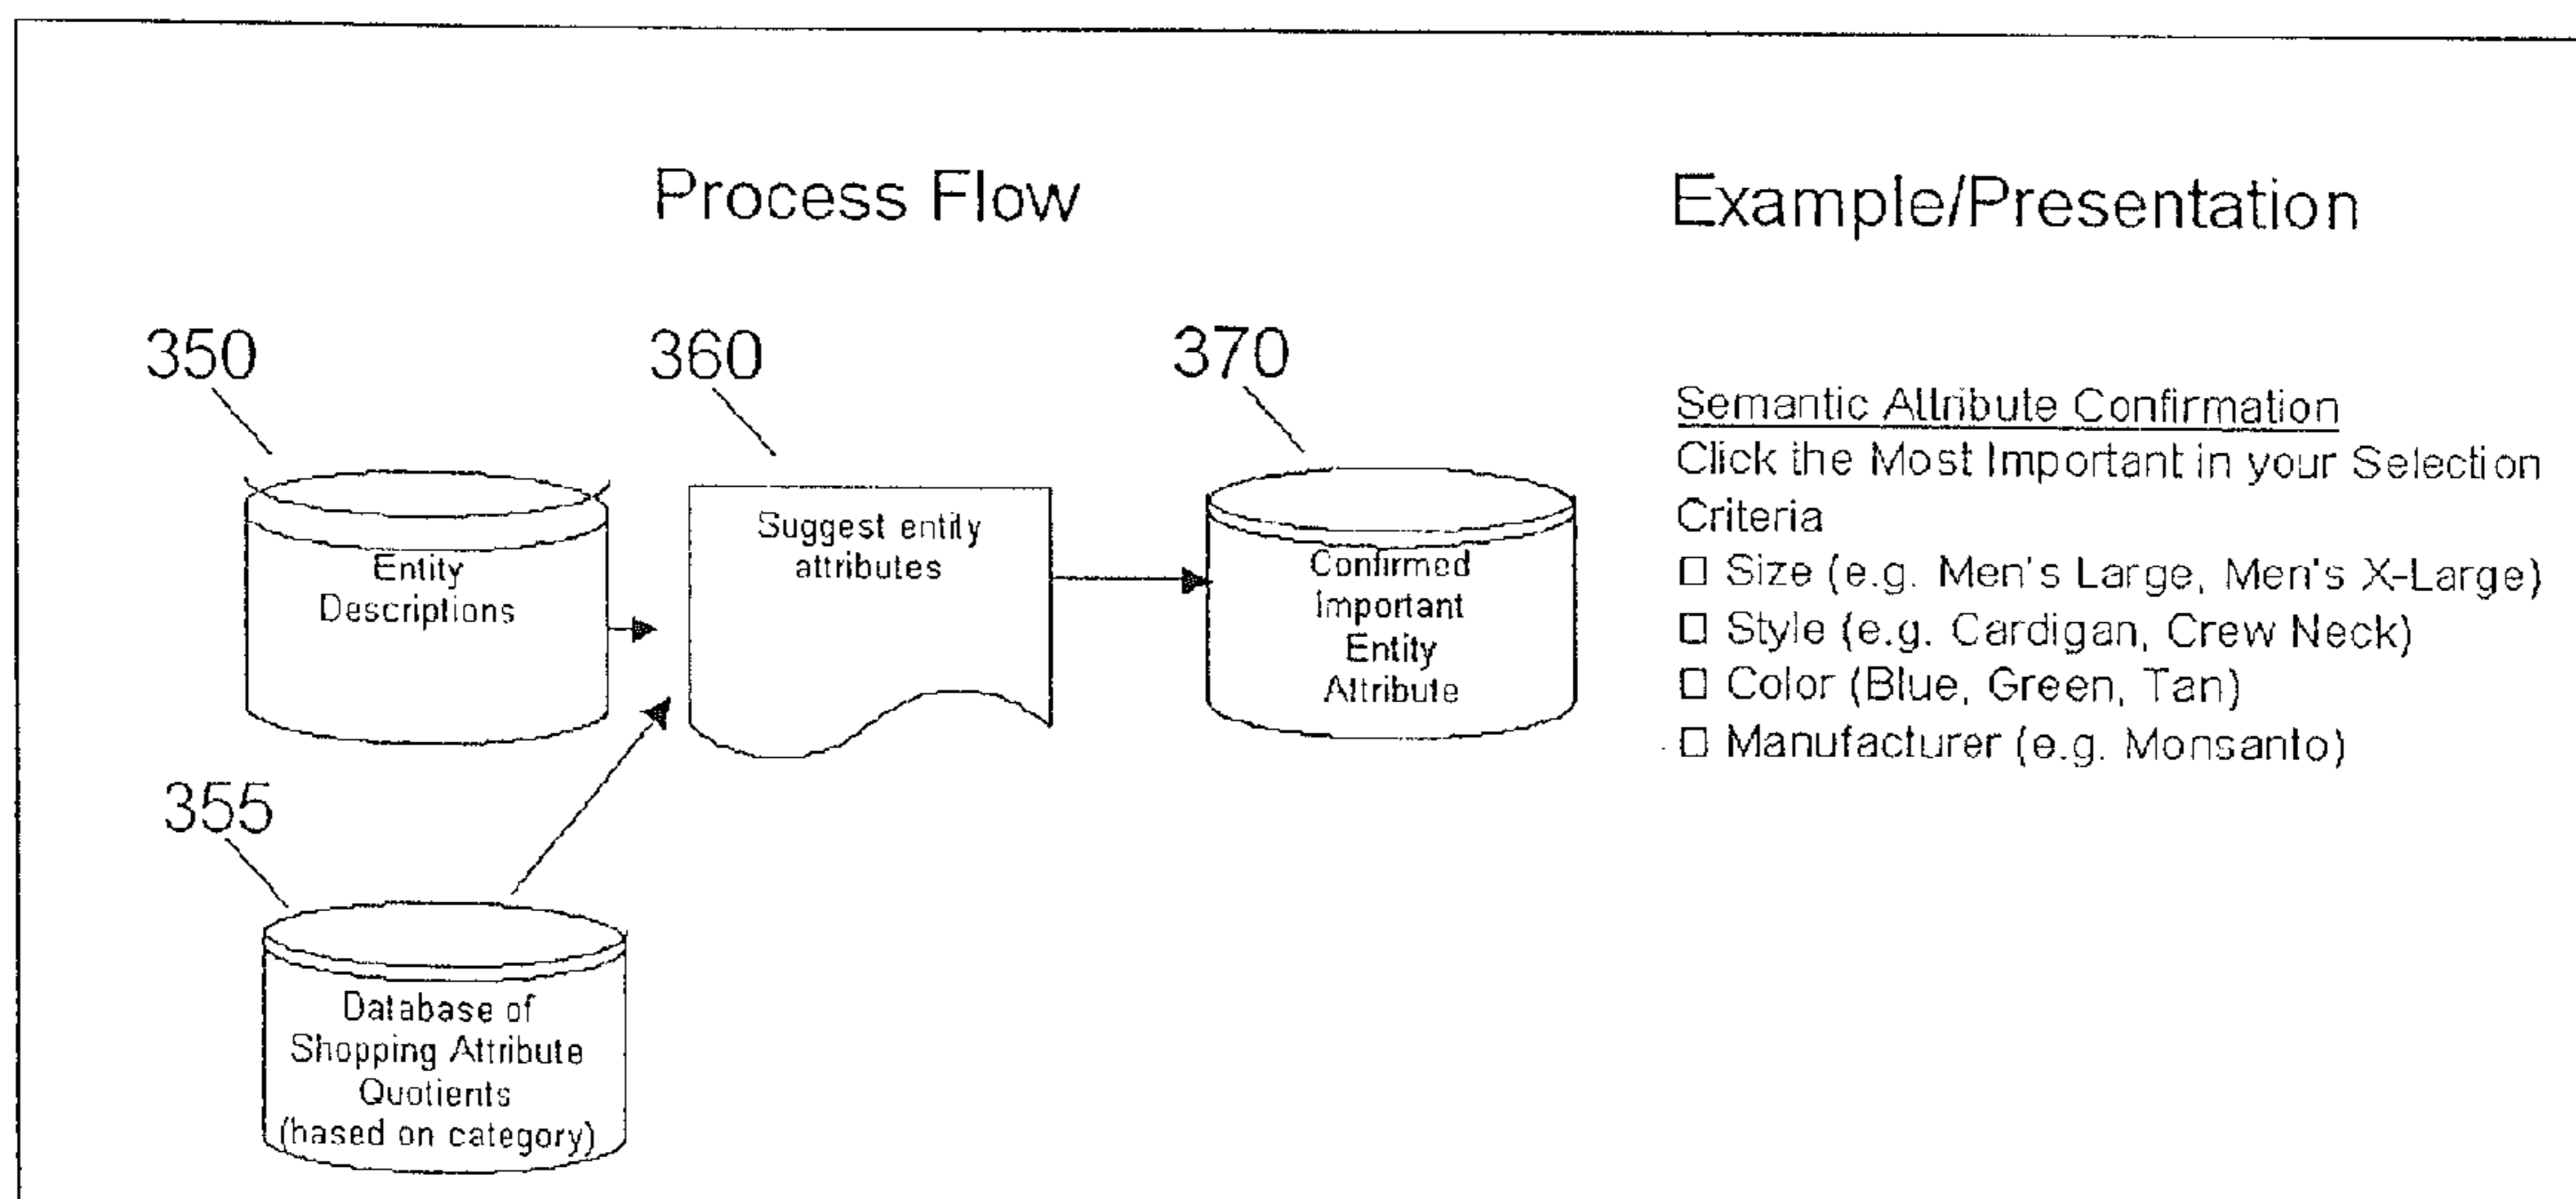 Process Flow
Example/Presentation
350
360
370
355
Entity
Descriptions
Suggest entity
attributes
Confirmed
Important
Entity
Attribute
Database of
Shopping Attribute
Quotients
(based on category)
Semantic Attribute Confirmation
Click the Most Important in your Selection
Criteria
□ Size (e.g. Men's Large, Men's X-Large)
□ Style (e.g. Cardigan, Crew Neck)
□ Color (Blue, Green, Tan)
□ Manufacturer (e.g. Monsanto)